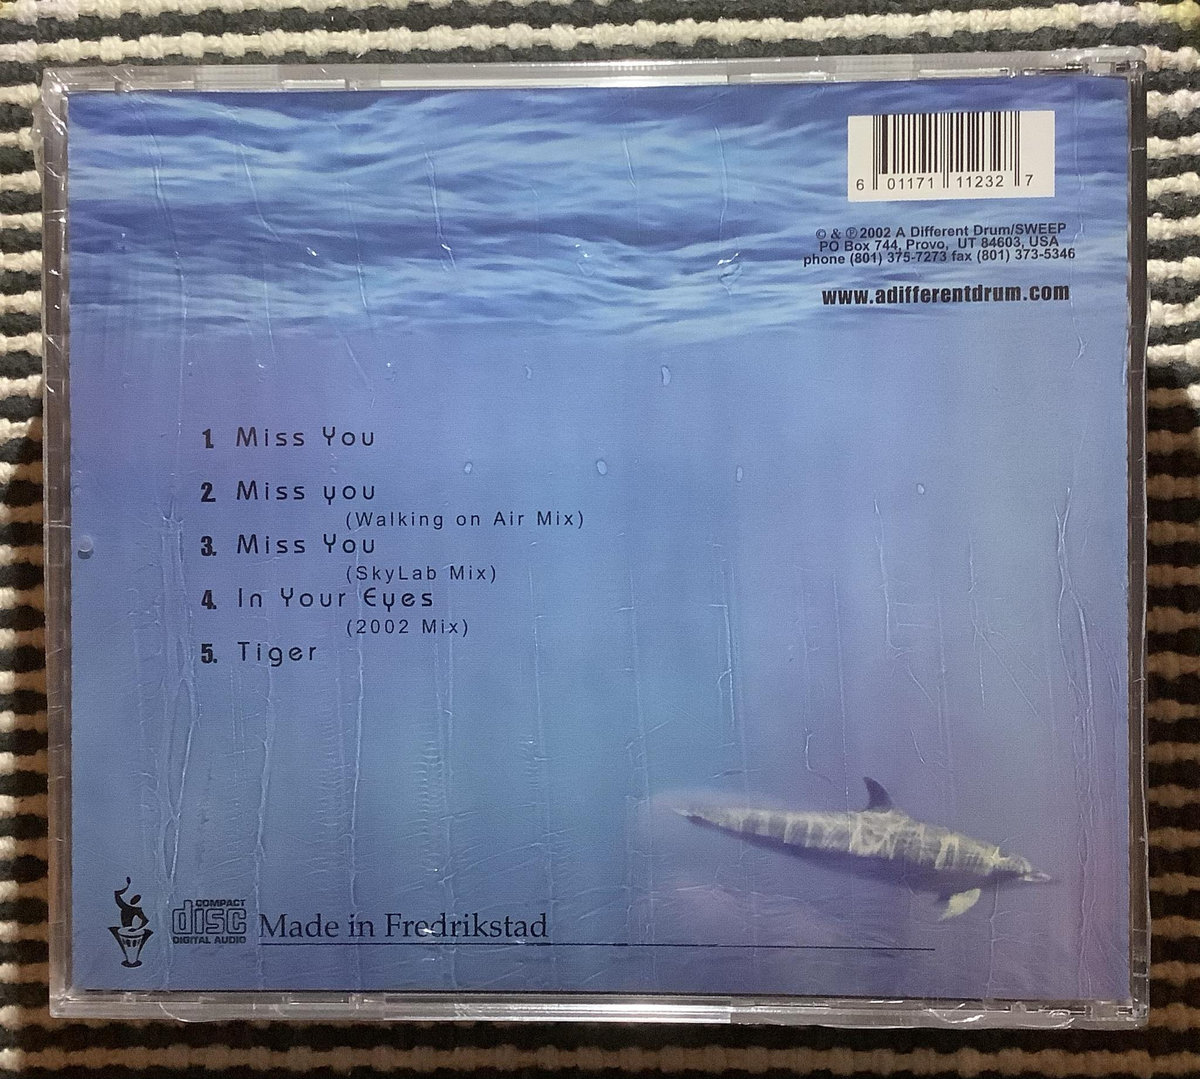 6 01171 11232 7
© & ℗ 2002 A Different Drum/SWEEP
PO Box 744, Provo, UT 84603, USA
phone (801) 375-7273 fax (801) 373-5346
www.adifferentdrum.com
1. Miss You
2. Miss you
(Walking on Air Mix)
3. Miss You
(SkyLab Mix)
4. In Your Eyes
(2002 Mix)
5. Tiger
COMPACT
disc
DIGITAL AUDIO
Made in Fredrikstad